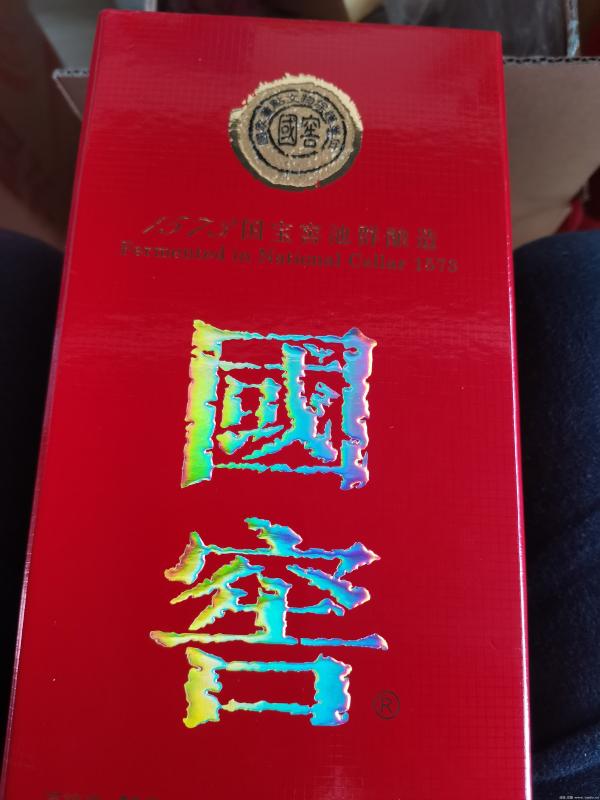 國窖
1573国宝窖池群酿造
Fermented in National Cellar 1573
國
窖
®